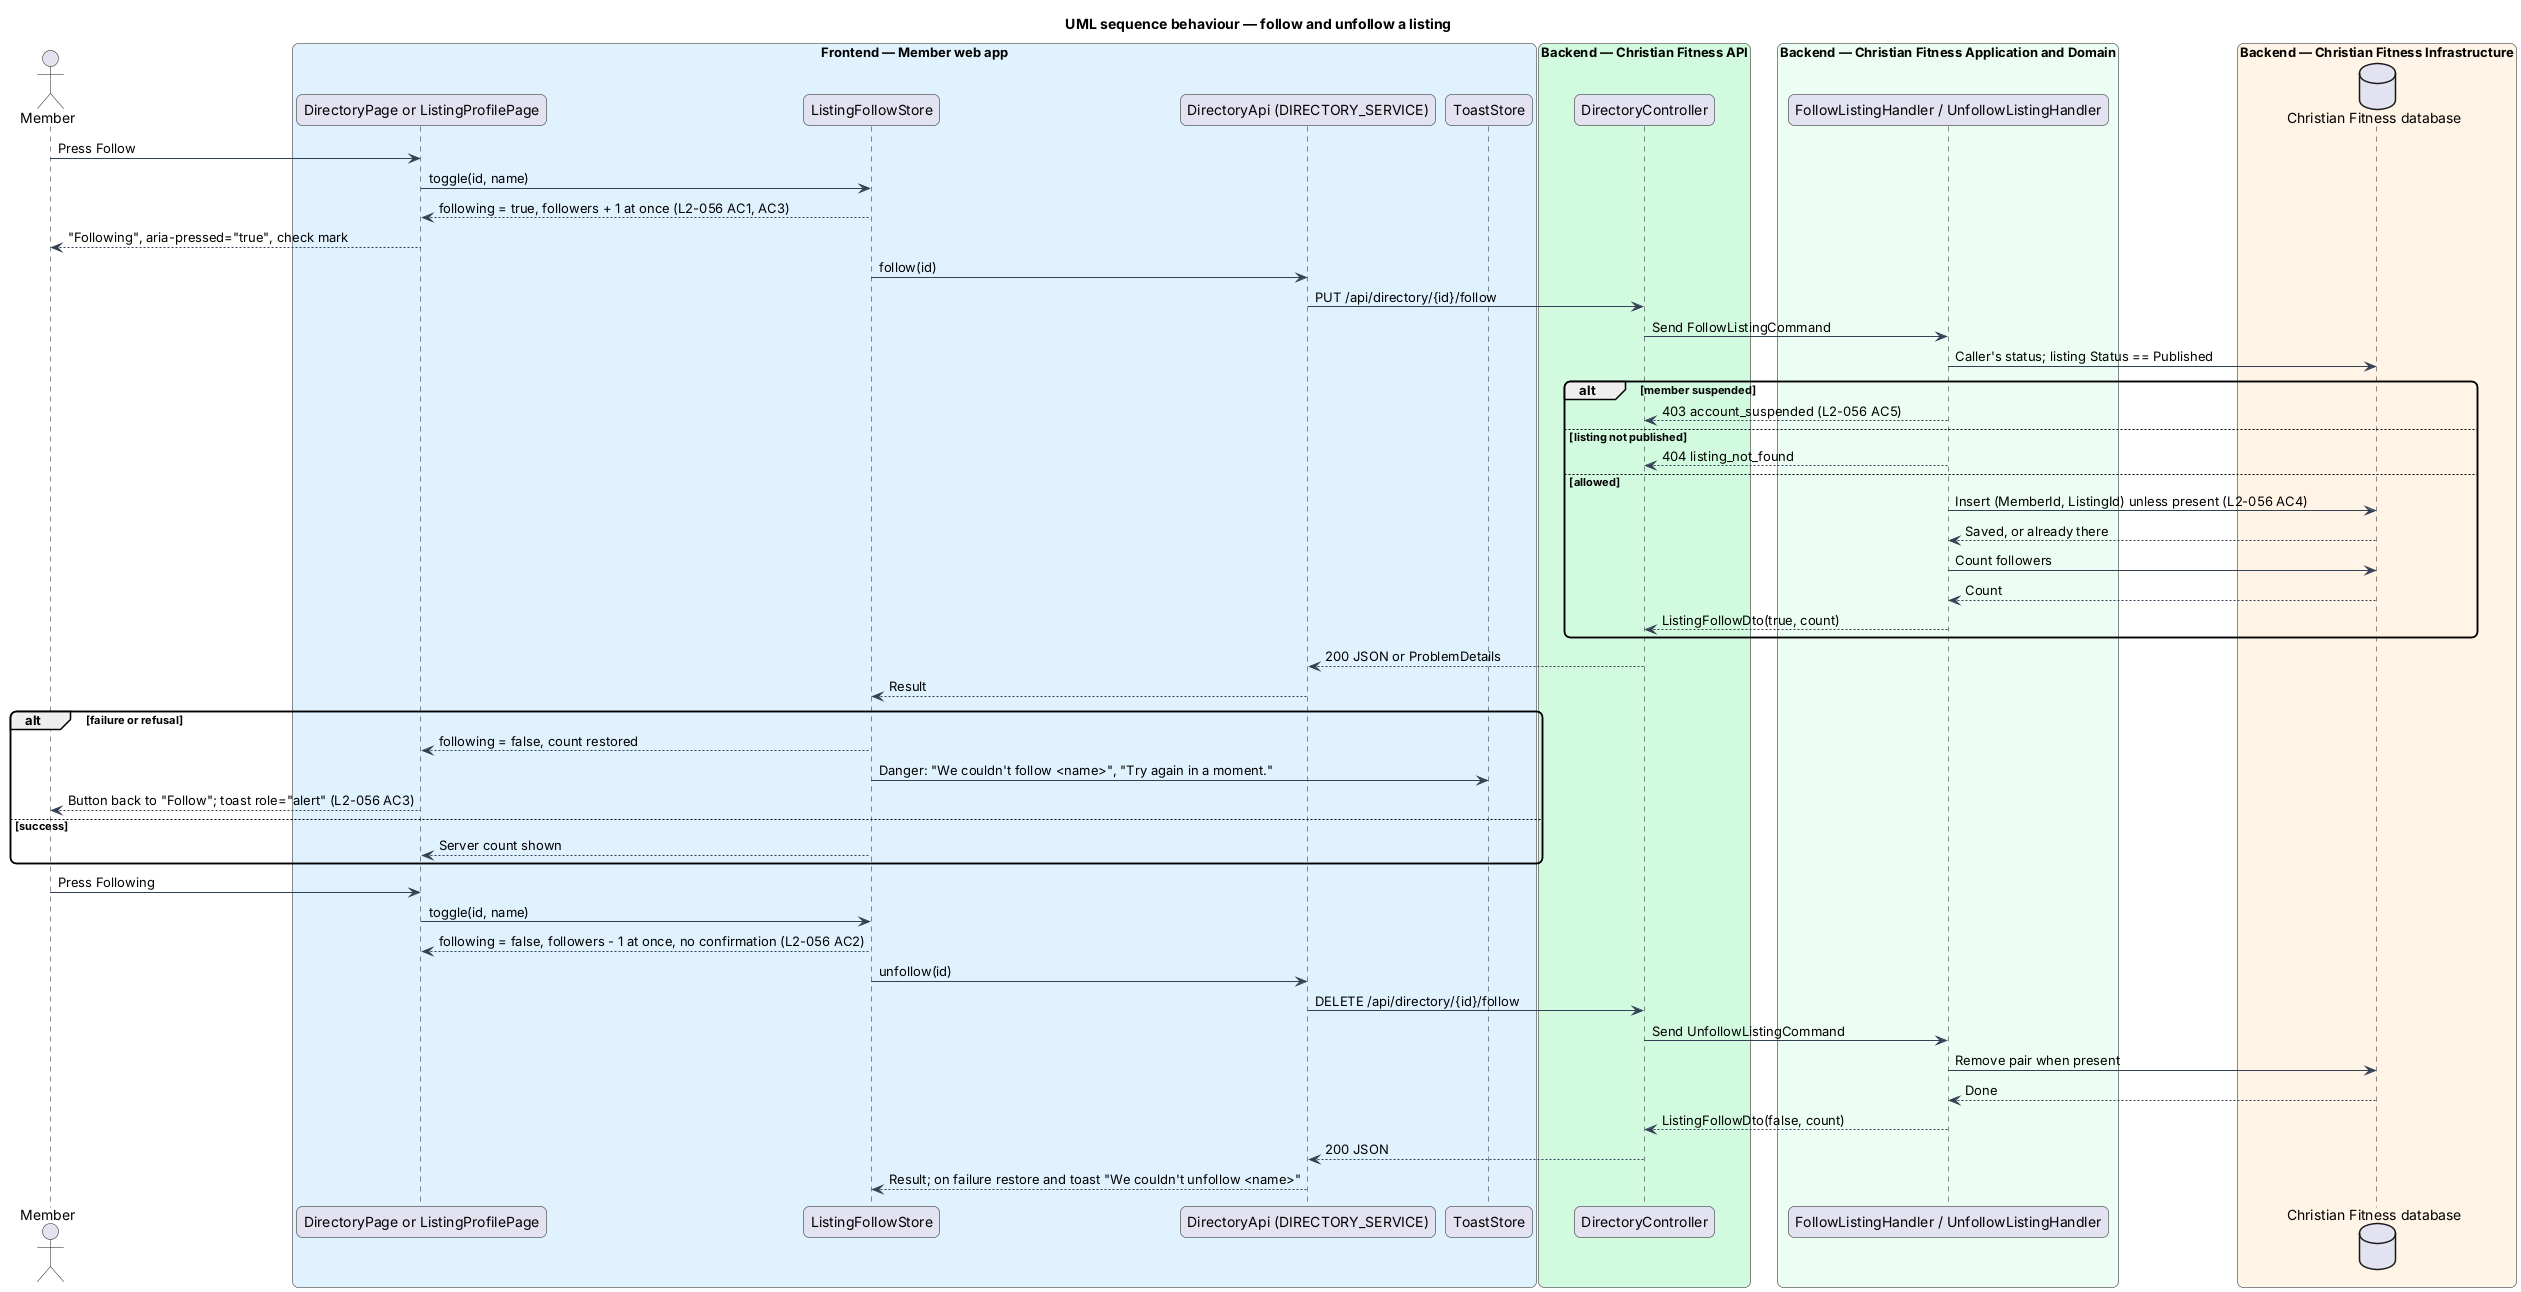 UML sequence behaviour — follow and unfollow a listing
Frontend — Member web app
Backend — Christian Fitness API
Backend — Christian Fitness Application and Domain
Backend — Christian Fitness Infrastructure
Member
DirectoryPage or ListingProfilePage
ListingFollowStore
DirectoryApi (DIRECTORY_SERVICE)
ToastStore
DirectoryController
FollowListingHandler / UnfollowListingHandler
Christian Fitness database
Press Follow
toggle(id, name)
following = true, followers + 1 at once (L2-056 AC1, AC3)
"Following", aria-pressed="true", check mark
follow(id)
PUT /api/directory/{id}/follow
Send FollowListingCommand
Caller's status; listing Status == Published
alt
[member suspended]
403 account_suspended (L2-056 AC5)
[listing not published]
404 listing_not_found
[allowed]
Insert (MemberId, ListingId) unless present (L2-056 AC4)
Saved, or already there
Count followers
Count
ListingFollowDto(true, count)
200 JSON or ProblemDetails
Result
alt
[failure or refusal]
following = false, count restored
Danger: "We couldn't follow <name>", "Try again in a moment."
Button back to "Follow"; toast role="alert" (L2-056 AC3)
[success]
Server count shown
Press Following
toggle(id, name)
following = false, followers - 1 at once, no confirmation (L2-056 AC2)
unfollow(id)
DELETE /api/directory/{id}/follow
Send UnfollowListingCommand
Remove pair when present
Done
ListingFollowDto(false, count)
200 JSON
Result; on failure restore and toast "We couldn't unfollow <name>"
Member
DirectoryPage or ListingProfilePage
ListingFollowStore
DirectoryApi (DIRECTORY_SERVICE)
ToastStore
DirectoryController
FollowListingHandler / UnfollowListingHandler
Christian Fitness database